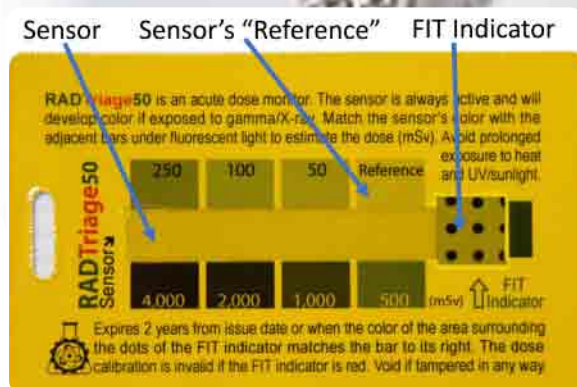 Sensor Sensor's "Reference" FIT Indicator
RADTriage50 is an acute dose monitor. The sensor is always active and will
develop color if exposed to gamma/X-ray. Match the sensor's color with the
adjacent bars under fluorescent light to estimate the dose (mSv). Avoid prolonged
exposure to heat
and UV/sunlight.
250 100 50 Reference
RADTriage50
Sensor
4,000 2,000 1,000 500 (mSv)
FIT
Indicator
Expires 2 years from issue date or when the color of the area surrounding
the dots of the FIT indicator matches the bar to its right. The dose
calibration is invalid if the FIT indicator is red. Void if tampered in any way